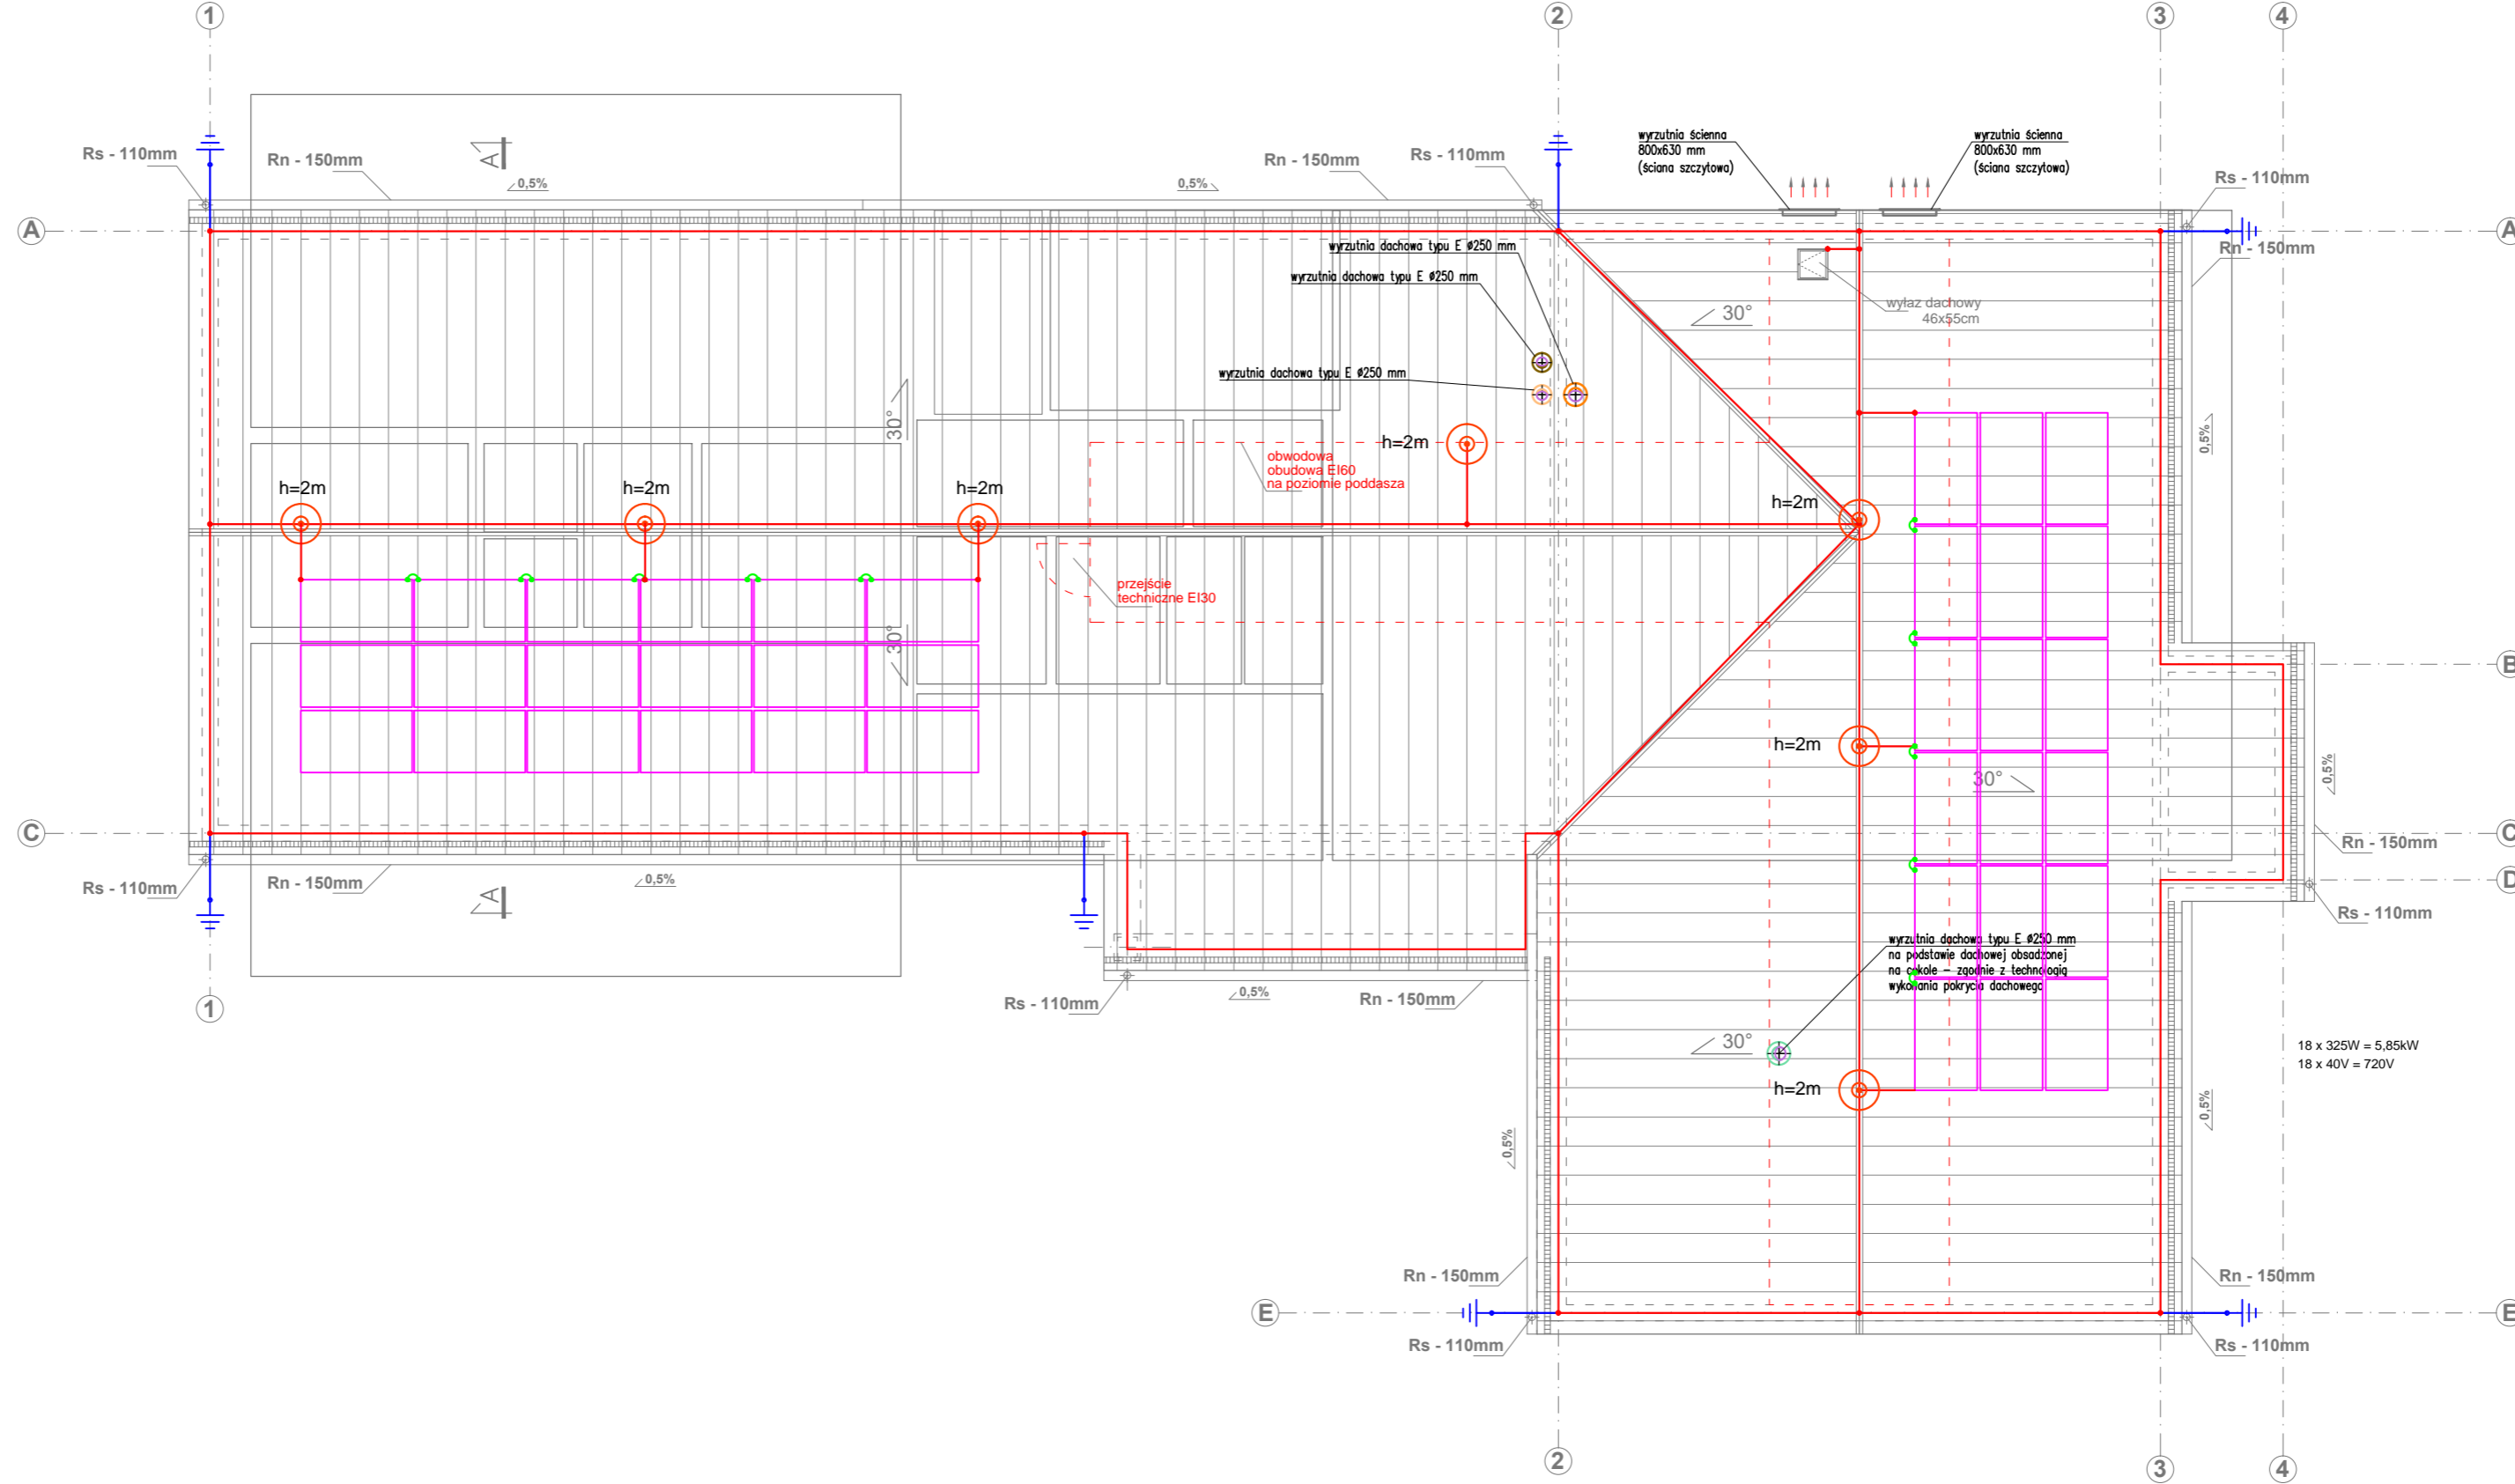 1
2
3
4
wyrzutnia ścienna
800x630 mm
(ściana szczytowa)
wyrzutnia ścienna
800x630 mm
(ściana szczytowa)
Rs - 110mm
Rn - 150mm
A
0,5%
0,5%
Rn - 150mm
Rs - 110mm
Rs - 110mm
A
A
Rn - 150mm
wyrzutnia dachowa typu E ø250 mm
wyrzutnia dachowa typu E ø250 mm
wyrzutnia dachowa typu E ø250 mm
30°
wyłaz dachowy
46x55cm
30°
0,5%
h=2m
obwodowa
obudowa EI60
na poziomie poddasza
h=2m
h=2m
h=2m
h=2m
przejście
techniczne EI30
30°
B
h=2m
30°
0,5%
C
C
Rn - 150mm
Rs - 110mm
Rn - 150mm
0,5%
D
A
Rs - 110mm
wyrzutnia dachowa typu E ø250 mm
na podstawie dachowej obsadzonej
na cokole – zgodnie z technologią
wykonania pokrycia dachowego
Rs - 110mm
0,5%
Rn - 150mm
1
30°
18 x 325W = 5,85kW
18 x 40V = 720V
h=2m
0,5%
0,5%
Rn - 150mm
Rn - 150mm
E
E
Rs - 110mm
Rs - 110mm
2
3
4